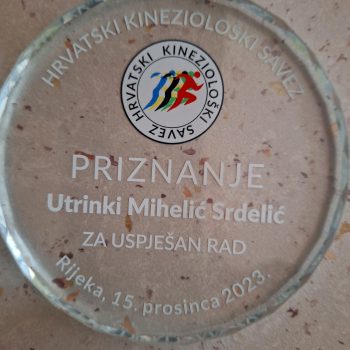 HRVATSKI KINEZIOLOŠKI SAVEZ
HRVATSKI KINEZIOLOŠKI SAVEZ
PRIZNANJE
Utrinki Mihelić Srdelić
ZA USPJEŠAN RAD
Rijeka, 15. prosinca 2023.